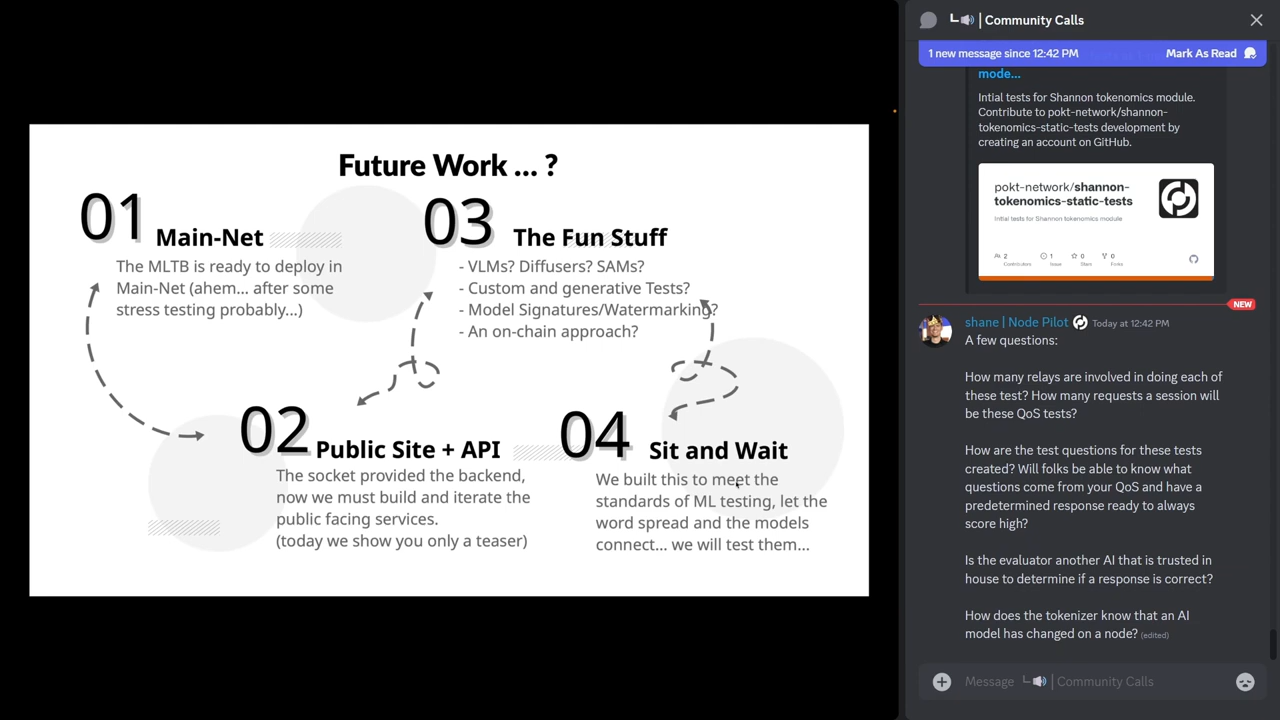 Future Work ... ?
01
Main-Net
The MLTB is ready to deploy in
Main-Net (ahem... after some
stress testing probably...)
02
Public Site + API
The socket provided the backend,
now we must build and iterate the
public facing services.
(today we show you only a teaser)
03
The Fun Stuff
- VLMs? Diffusers? SAMs?
- Custom and generative Tests?
- Model Signatures/Watermarking?
- An on-chain approach?
04
Sit and Wait
We built this to meet the
standards of ML testing, let the
word spread and the models
connect... we will test them...
Community Calls
1 new message since 12:42 PM Mark As Read
mode...
Intial tests for Shannon tokenomics module.
Contribute to pokt-network/shannon-
tokenomics-static-tests development by
creating an account on GitHub.
pokt-network/shannon-
tokenomics-static-tests
Intial tests for Shannon tokenomics module
2 1 0 0
Contributors Issue Stars Forks
NEW
shane | Node Pilot Today at 12:42 PM
A few questions:
How many relays are involved in doing each of
these test? How many requests a session will
be these QoS tests?
How are the test questions for these tests
created? Will folks be able to know what
questions come from your QoS and have a
predetermined response ready to always
score high?
Is the evaluator another AI that is trusted in
house to determine if a response is correct?
How does the tokenizer know that an AI
model has changed on a node? (edited)
Message Community Calls